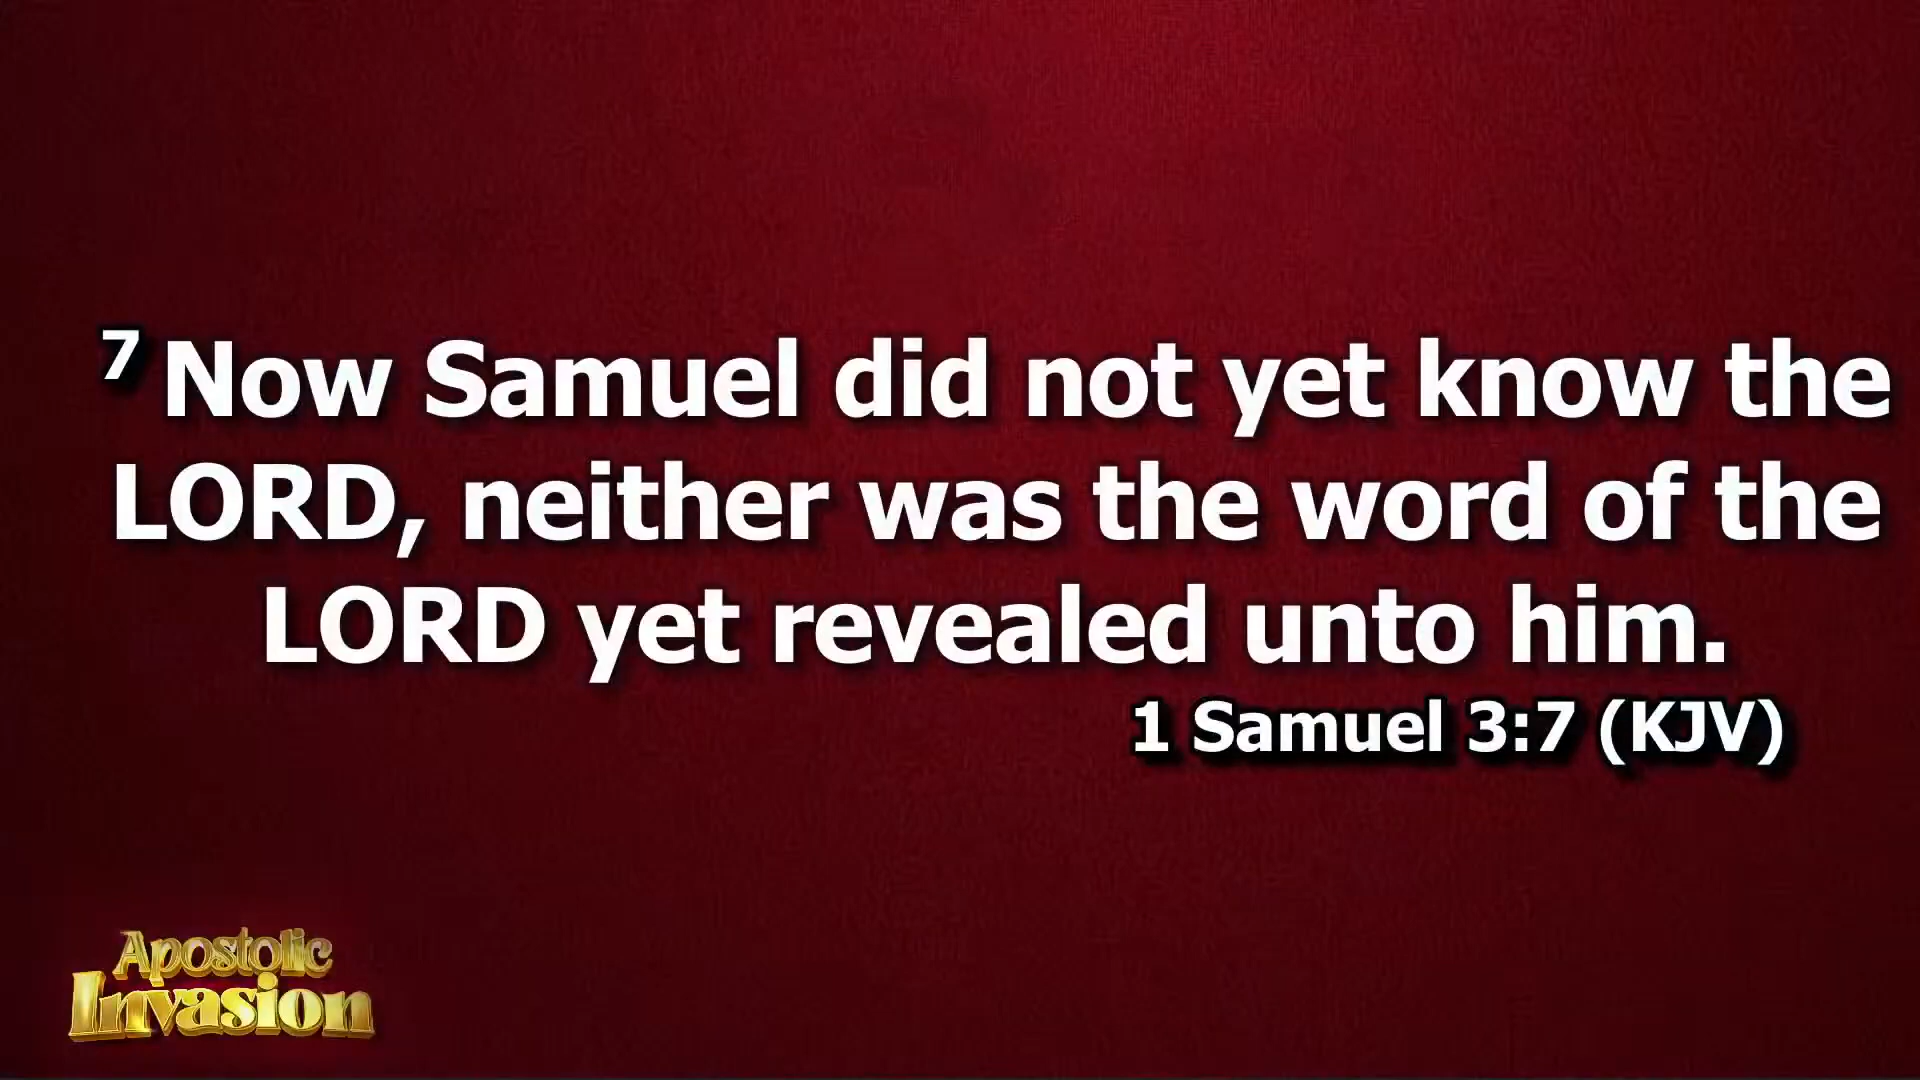 7 Now Samuel did not yet know the
LORD, neither was the word of the
LORD yet revealed unto him.
1 Samuel 3:7 (KJV)
Apostolic
Invasion